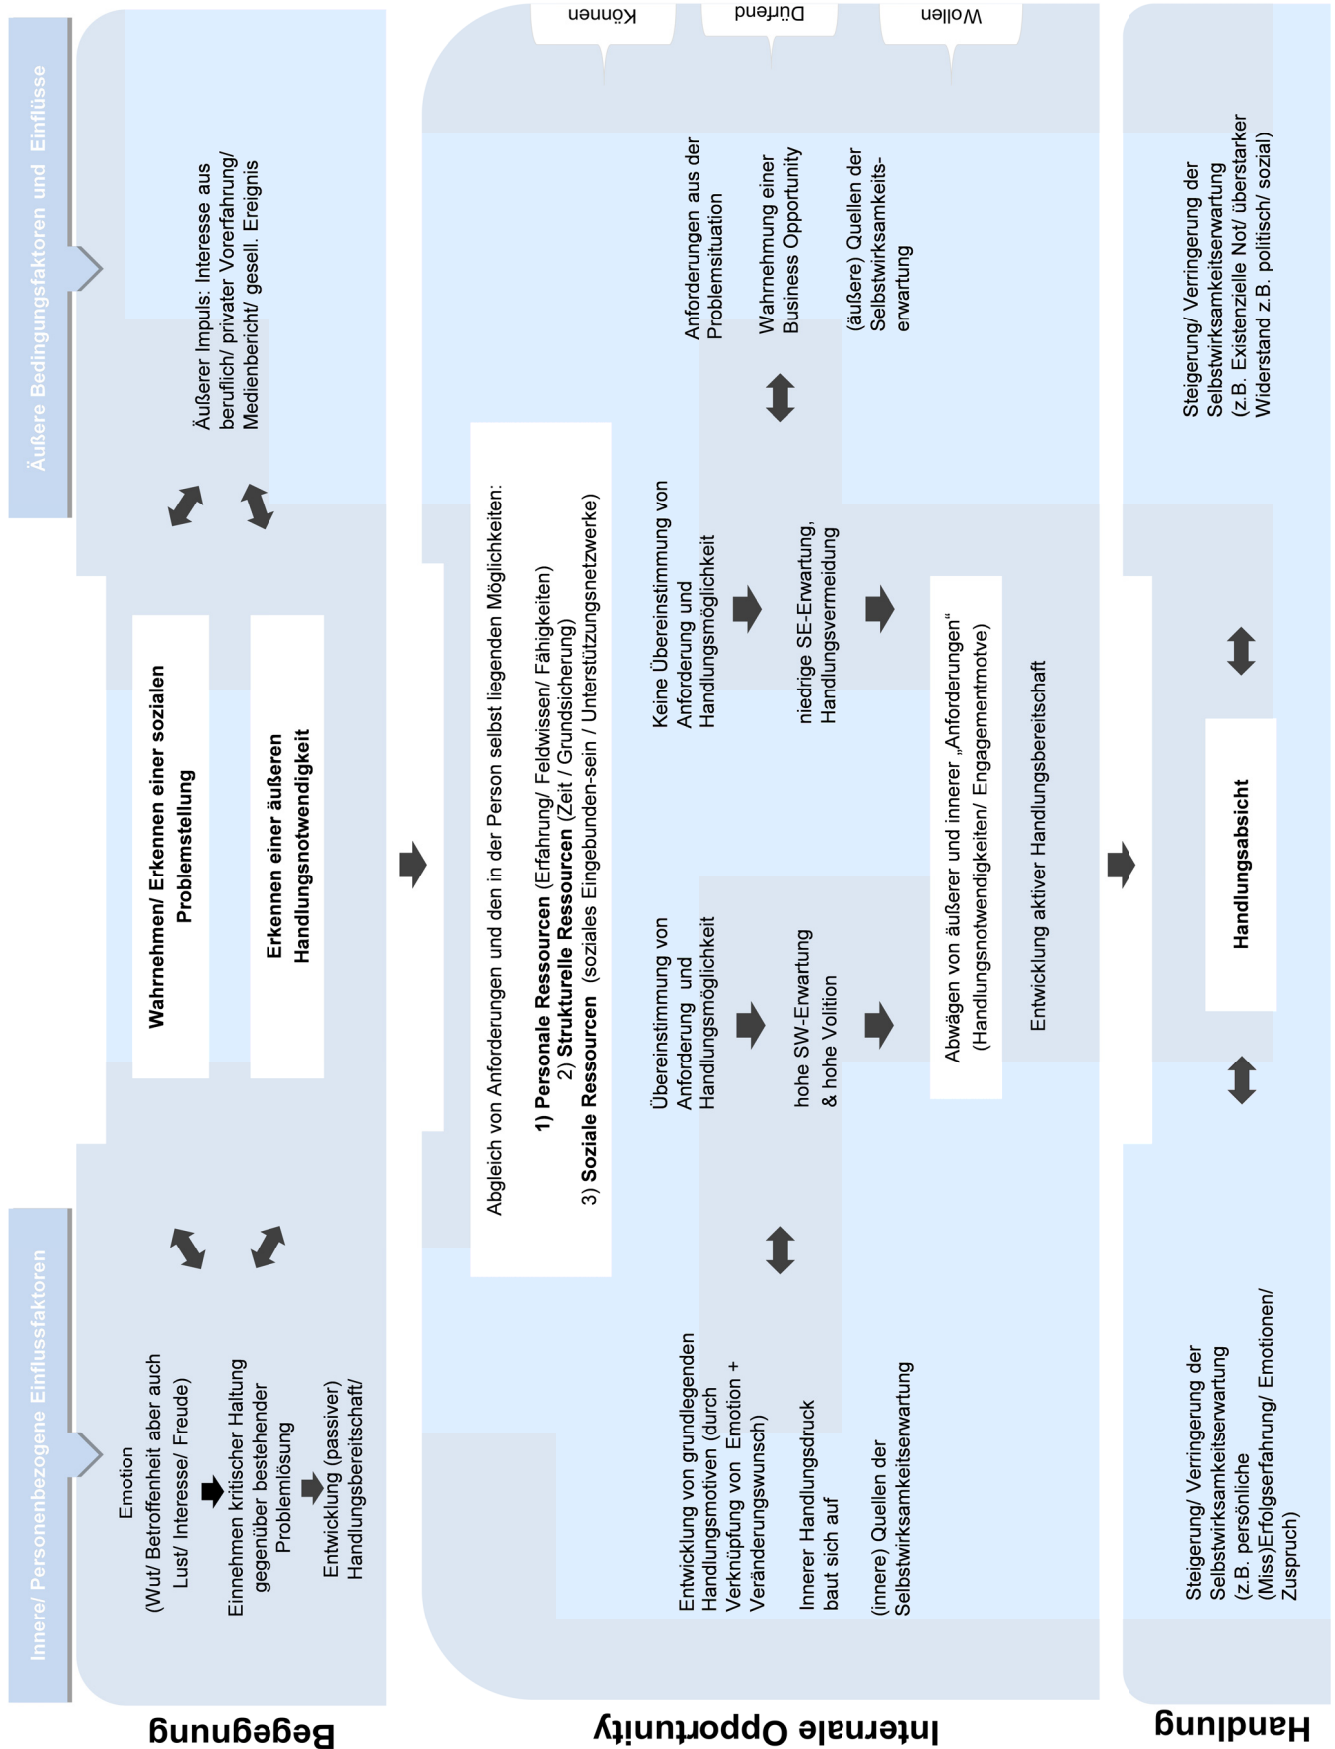 Innere/ Personenbezogene Einflussfaktoren
Äußere Bedingungsfaktoren und Einflüsse
Begegnung
Emotion
(Wut/ Betroffenheit aber auch
Lust/ Interesse/ Freude)
Einnehmen kritischer Haltung
gegenüber bestehender
Problemlösung
Entwicklung (passiver)
Handlungsbereitschaft/
Wahrnehmen/ Erkennen einer sozialen
Problemstellung
Erkennen einer äußeren
Handlungsnotwendigkeit
Äußerer Impuls: Interesse aus
beruflich/ privater Vorerfahrung/
Medienbericht/ gesell. Ereignis
Internale Opportunity
Abgleich von Anforderungen und den in der Person selbst liegenden Möglichkeiten:
1) Personale Ressourcen (Erfahrung/ Feldwissen/ Fähigkeiten)
2) Strukturelle Ressourcen (Zeit / Grundsicherung)
3) Soziale Ressourcen (soziales Eingebunden-sein / Unterstützungsnetzwerke)
Können
Entwicklung von grundlegenden
Handlungsmotiven (durch
Verknüpfung von Emotion +
Veränderungswunsch)
Innerer Handlungsdruck
baut sich auf
(innere) Quellen der
Selbstwirksamkeitserwartung
Übereinstimmung von
Anforderung und
Handlungsmöglichkeit
hohe SW-Erwartung
& hohe Volition
Keine Übereinstimmung von
Anforderung und
Handlungsmöglichkeit
niedrige SE-Erwartung,
Handlungsvermeidung
Anforderungen aus der
Problemsituation
Wahrnehmung einer
Business Opportunity
(äußere) Quellen der
Selbstwirksamkeits-
erwartung
Dürfend
Abwägen von äußerer und innerer „Anforderungen“
(Handlungsnotwendigkeiten/ Engagementmotve)
Entwicklung aktiver Handlungsbereitschaft
Wollen
Handlung
Steigerung/ Verringerung der
Selbstwirksamkeitserwartung
(z.B. persönliche
(Miss)Erfolgserfahrung/ Emotionen/
Zuspruch)
Handlungsabsicht
Steigerung/ Verringerung der
Selbstwirksamkeitserwartung
(z.B. Existenzielle Not/ überstarker
Widerstand z.B. politisch/ sozial)